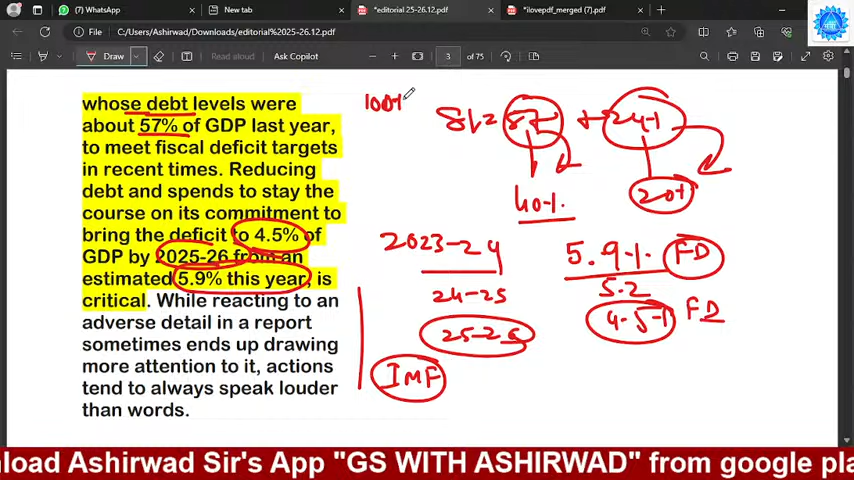 (7) WhatsApp
New tab
*editorial 25-26.12.pdf
*ilovepdf_merged (7).pdf
File
C:/Users/Ashirwad/Downloads/editorial%2025-26.12.pdf
Draw
Read aloud
Ask Copilot
3
of 75
whose debt levels were
about 57% of GDP last year,
to meet fiscal deficit targets
in recent times. Reducing
debt and spends to stay the
course on its commitment to
bring the deficit to 4.5% of
GDP by 2025-26 from an
estimated 5.9% this year, is
critical. While reacting to an
adverse detail in a report
sometimes ends up drawing
more attention to it, actions
tend to always speak louder
than words.
100%
81= 57 + 24%
40%
20%
2023-24 5.9% FD
24-25 5.2
25-26 4.5% FD
IMF
nload Ashirwad Sir's App "GS WITH ASHIRWAD" from google pla